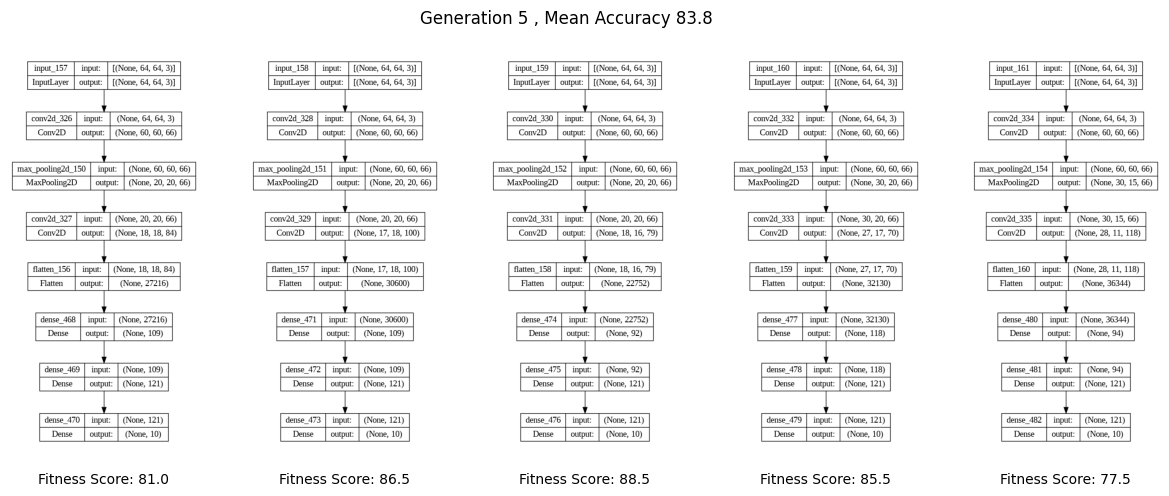 Generation 5 , Mean Accuracy 83.8
input_157 input: [(None, 64, 64, 3)]
InputLayer output: [(None, 64, 64, 3)]
conv2d_326 input: (None, 64, 64, 3)
Conv2D output: (None, 60, 60, 66)
max_pooling2d_150 input: (None, 60, 60, 66)
MaxPooling2D output: (None, 20, 20, 66)
conv2d_327 input: (None, 20, 20, 66)
Conv2D output: (None, 18, 18, 84)
flatten_156 input: (None, 18, 18, 84)
Flatten output: (None, 27216)
dense_468 input: (None, 27216)
Dense output: (None, 109)
dense_469 input: (None, 109)
Dense output: (None, 121)
dense_470 input: (None, 121)
Dense output: (None, 10)
Fitness Score: 81.0
input_158 input: [(None, 64, 64, 3)]
InputLayer output: [(None, 64, 64, 3)]
conv2d_328 input: (None, 64, 64, 3)
Conv2D output: (None, 60, 60, 66)
max_pooling2d_151 input: (None, 60, 60, 66)
MaxPooling2D output: (None, 20, 20, 66)
conv2d_329 input: (None, 20, 20, 66)
Conv2D output: (None, 17, 18, 100)
flatten_157 input: (None, 17, 18, 100)
Flatten output: (None, 30600)
dense_471 input: (None, 30600)
Dense output: (None, 109)
dense_472 input: (None, 109)
Dense output: (None, 121)
dense_473 input: (None, 121)
Dense output: (None, 10)
Fitness Score: 86.5
input_159 input: [(None, 64, 64, 3)]
InputLayer output: [(None, 64, 64, 3)]
conv2d_330 input: (None, 64, 64, 3)
Conv2D output: (None, 60, 60, 66)
max_pooling2d_152 input: (None, 60, 60, 66)
MaxPooling2D output: (None, 20, 20, 66)
conv2d_331 input: (None, 20, 20, 66)
Conv2D output: (None, 18, 16, 79)
flatten_158 input: (None, 18, 16, 79)
Flatten output: (None, 22752)
dense_474 input: (None, 22752)
Dense output: (None, 92)
dense_475 input: (None, 92)
Dense output: (None, 121)
dense_476 input: (None, 121)
Dense output: (None, 10)
Fitness Score: 88.5
input_160 input: [(None, 64, 64, 3)]
InputLayer output: [(None, 64, 64, 3)]
conv2d_332 input: (None, 64, 64, 3)
Conv2D output: (None, 60, 60, 66)
max_pooling2d_153 input: (None, 60, 60, 66)
MaxPooling2D output: (None, 30, 20, 66)
conv2d_333 input: (None, 30, 20, 66)
Conv2D output: (None, 27, 17, 70)
flatten_159 input: (None, 27, 17, 70)
Flatten output: (None, 32130)
dense_477 input: (None, 32130)
Dense output: (None, 118)
dense_478 input: (None, 118)
Dense output: (None, 121)
dense_479 input: (None, 121)
Dense output: (None, 10)
Fitness Score: 85.5
input_161 input: [(None, 64, 64, 3)]
InputLayer output: [(None, 64, 64, 3)]
conv2d_334 input: (None, 64, 64, 3)
Conv2D output: (None, 60, 60, 66)
max_pooling2d_154 input: (None, 60, 60, 66)
MaxPooling2D output: (None, 30, 15, 66)
conv2d_335 input: (None, 30, 15, 66)
Conv2D output: (None, 28, 11, 118)
flatten_160 input: (None, 28, 11, 118)
Flatten output: (None, 36344)
dense_480 input: (None, 36344)
Dense output: (None, 94)
dense_481 input: (None, 94)
Dense output: (None, 121)
dense_482 input: (None, 121)
Dense output: (None, 10)
Fitness Score: 77.5